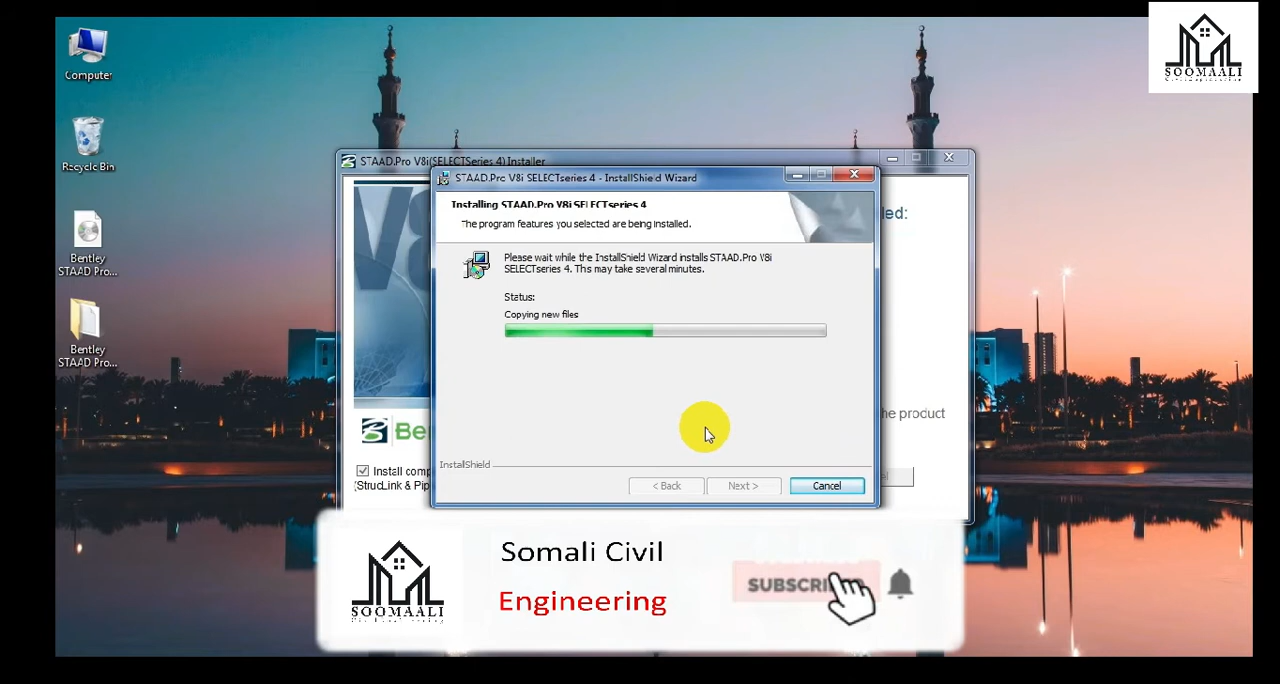 Computer
Recycle Bin
Bentley
STAAD Pro...
Bentley
STAAD Pro...
SOOMAALI
STAAD.Pro V8i(SELECTSeries 4) Installer
STAAD.Pro V8i SELECTseries 4 - InstallShield Wizard
Installing STAAD.Pro V8i SELECTseries 4
The program features you selected are being installed.
Please wait while the InstallShield Wizard installs STAAD.Pro V8i
SELECTseries 4. This may take several minutes.
Status:
Copying new files
InstallShield
< Back
Next >
Cancel
led:
he product
V8
Be
Install comp
(StrucLink & Pip
SOOMAALI
Somali Civil
Engineering
SUBSCRI